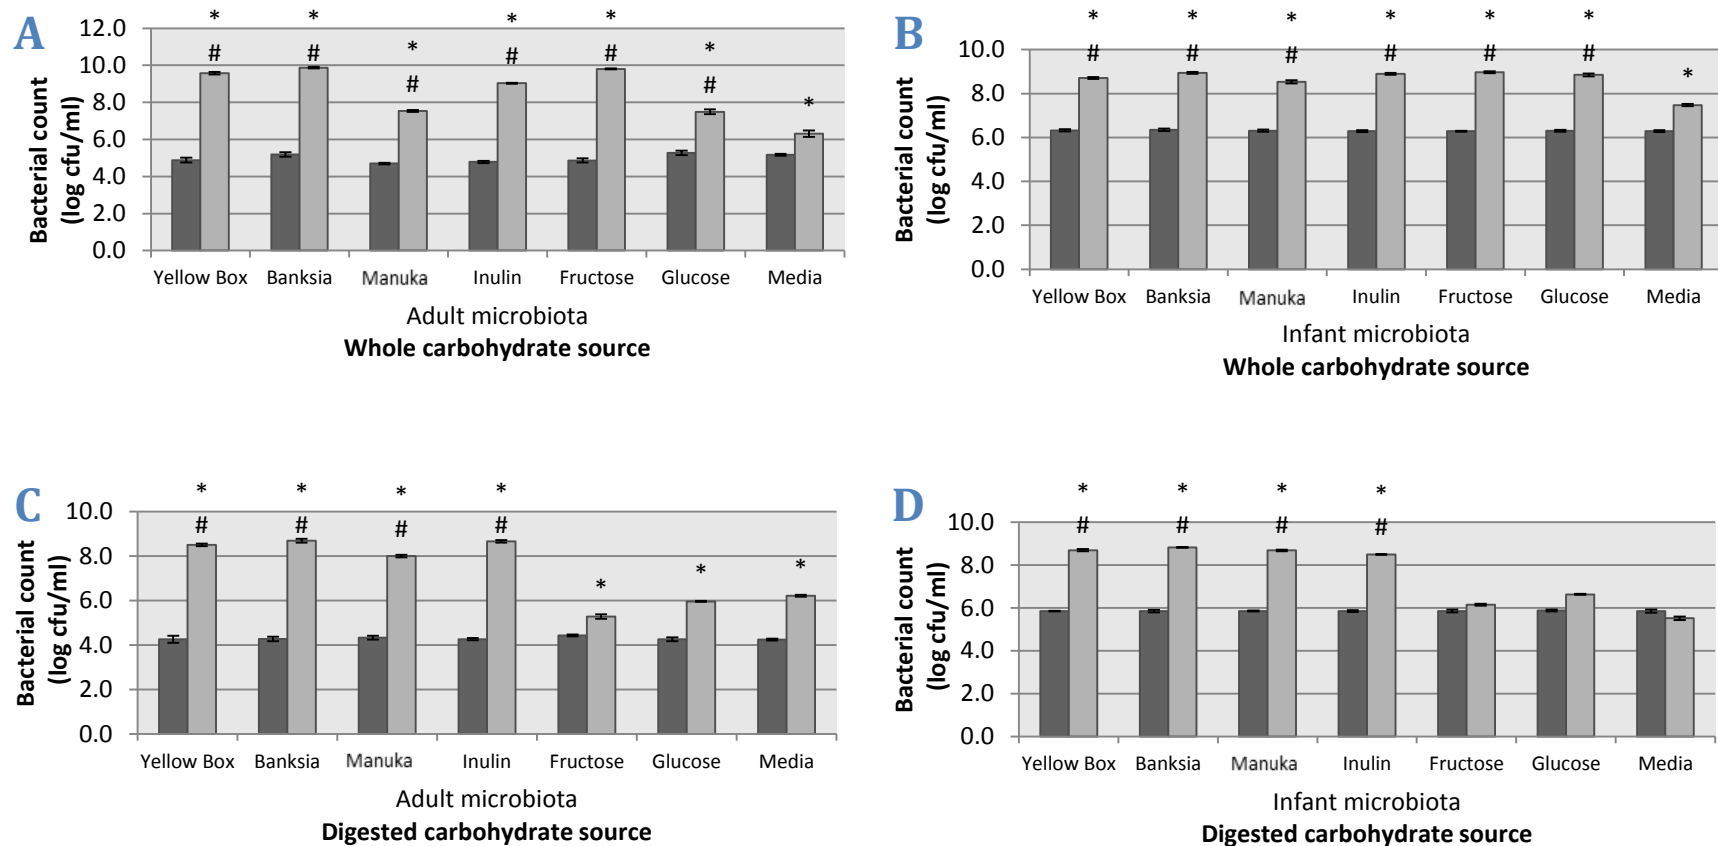 A
* * * * * * *
# # # # # #
12.0
10.0
8.0
6.0
4.0
2.0
0.0
Bacterial count
(log cfu/ml)
Yellow Box Banksia Manuka Inulin Fructose Glucose Media
Adult microbiota
Whole carbohydrate source
B
* * * * * * *
# # # # # #
10.0
8.0
6.0
4.0
2.0
0.0
Bacterial count
(log cfu/ml)
Yellow Box Banksia Manuka Inulin Fructose Glucose Media
Infant microbiota
Whole carbohydrate source
C
* * * * * * *
# # # #
10.0
8.0
6.0
4.0
2.0
0.0
Bacterial count
(log cfu/ml)
Yellow Box Banksia Manuka Inulin Fructose Glucose Media
Adult microbiota
Digested carbohydrate source
D
* * * *
# # # #
10.0
8.0
6.0
4.0
2.0
0.0
Bacterial count
(log cfu/ml)
Yellow Box Banksia Manuka Inulin Fructose Glucose Media
Infant microbiota
Digested carbohydrate source